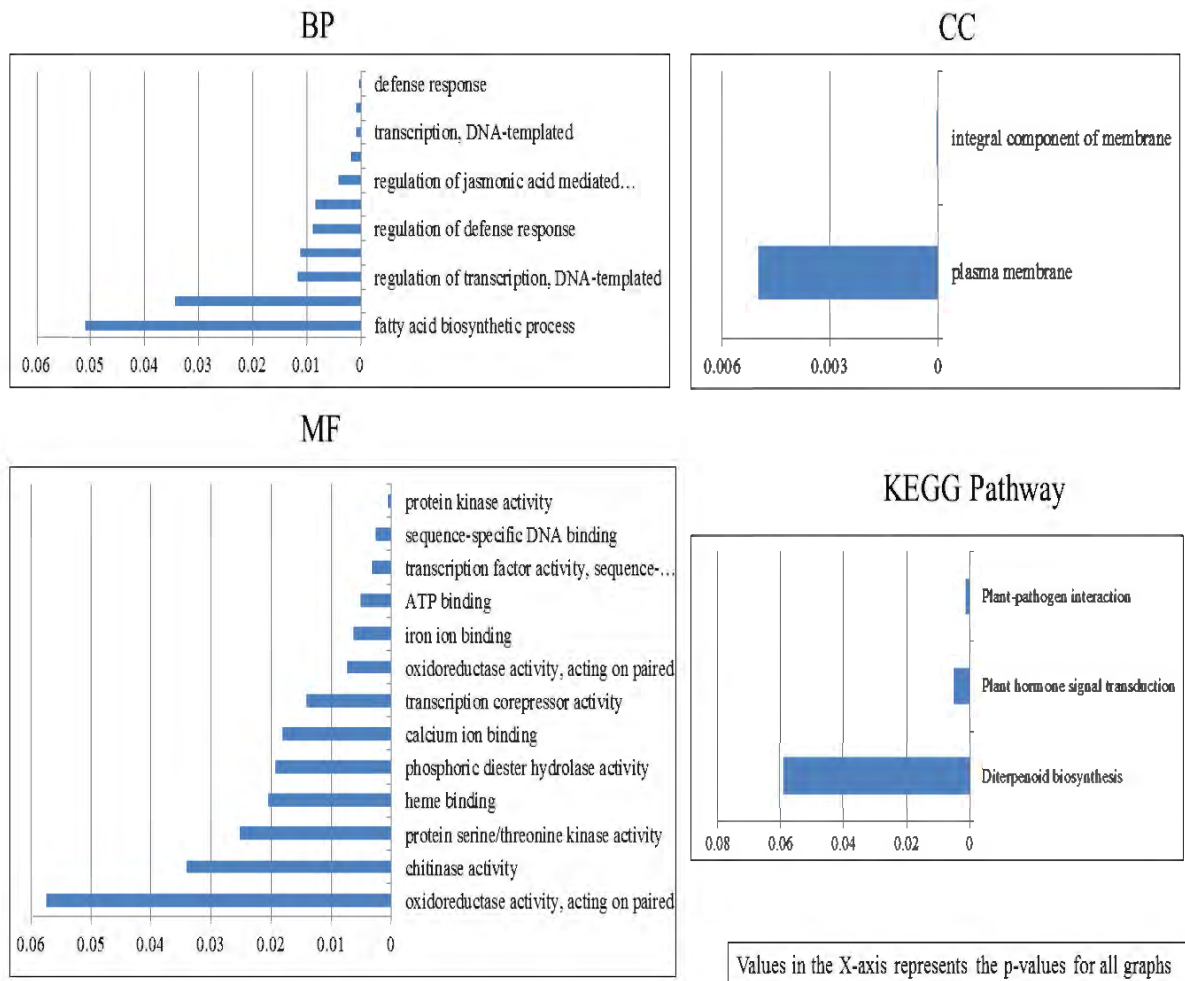 BP
defense response
transcription, DNA-templated
regulation of jasmonic acid mediated…
regulation of defense response
regulation of transcription, DNA-templated
fatty acid biosynthetic process
0.06 0.05 0.04 0.03 0.02 0.01 0
CC
integral component of membrane
plasma membrane
0.006 0.003 0
MF
protein kinase activity
sequence-specific DNA binding
transcription factor activity, sequence-…
ATP binding
iron ion binding
oxidoreductase activity, acting on paired
transcription corepressor activity
calcium ion binding
phosphoric diester hydrolase activity
heme binding
protein serine/threonine kinase activity
chitinase activity
oxidoreductase activity, acting on paired
0.06 0.05 0.04 0.03 0.02 0.01 0
KEGG Pathway
Plant-pathogen interaction
Plant hormone signal transduction
Diterpenoid biosynthesis
0.08 0.06 0.04 0.02 0
Values in the X-axis represents the p-values for all graphs